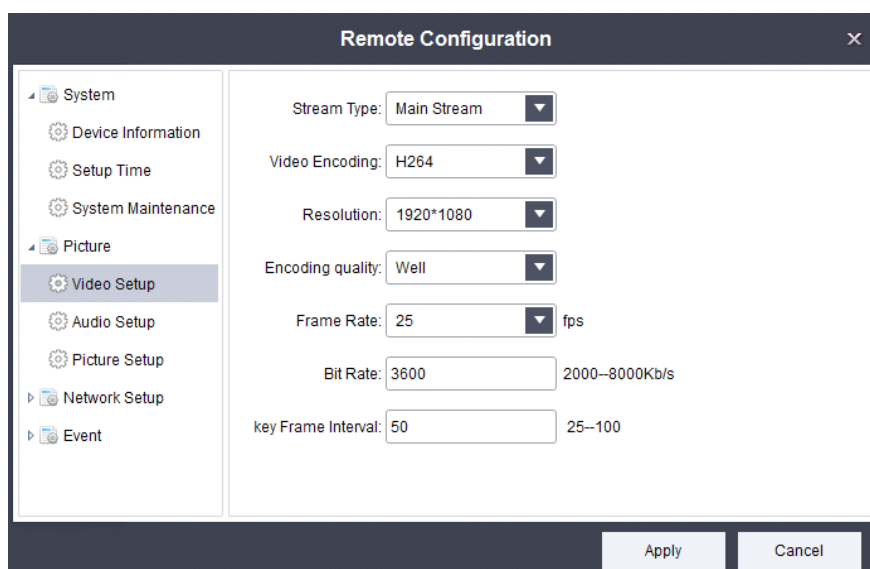 Remote Configuration
System
Device Information
Setup Time
System Maintenance
Picture
Video Setup
Audio Setup
Picture Setup
Network Setup
Event
Stream Type: Main Stream
Video Encoding: H264
Resolution: 1920*1080
Encoding quality: Well
Frame Rate: 25 fps
Bit Rate: 3600 2000--8000Kb/s
key Frame Interval: 50 25--100
Apply Cancel